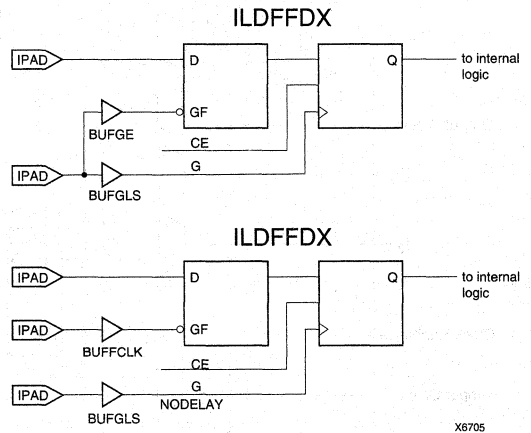 ILDFFDX
IPAD
D
Q
to internal
logic
GF
BUFGE
CE
IPAD
G
BUFGLS
ILDFFDX
IPAD
D
Q
to internal
logic
IPAD
GF
BUFFCLK
CE
IPAD
G
NODELAY
BUFGLS
X6705